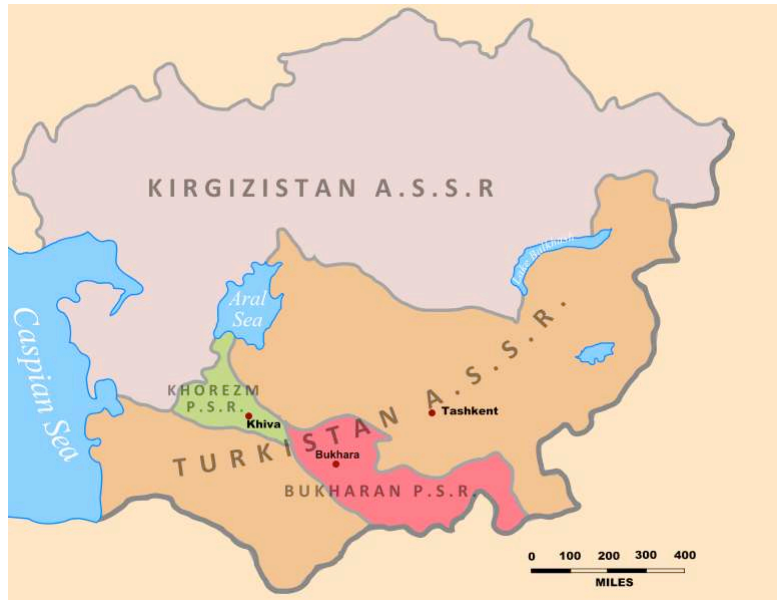 KIRGIZISTAN A.S.S.R
Lake Balkhash
Aral
Sea
Caspian Sea
KHOREZM
P.S.R.
Khiva
TURKISTAN A.S.S.R.
Tashkent
Bukhara
BUKHARAN P.S.R.
0 100 200 300 400
MILES